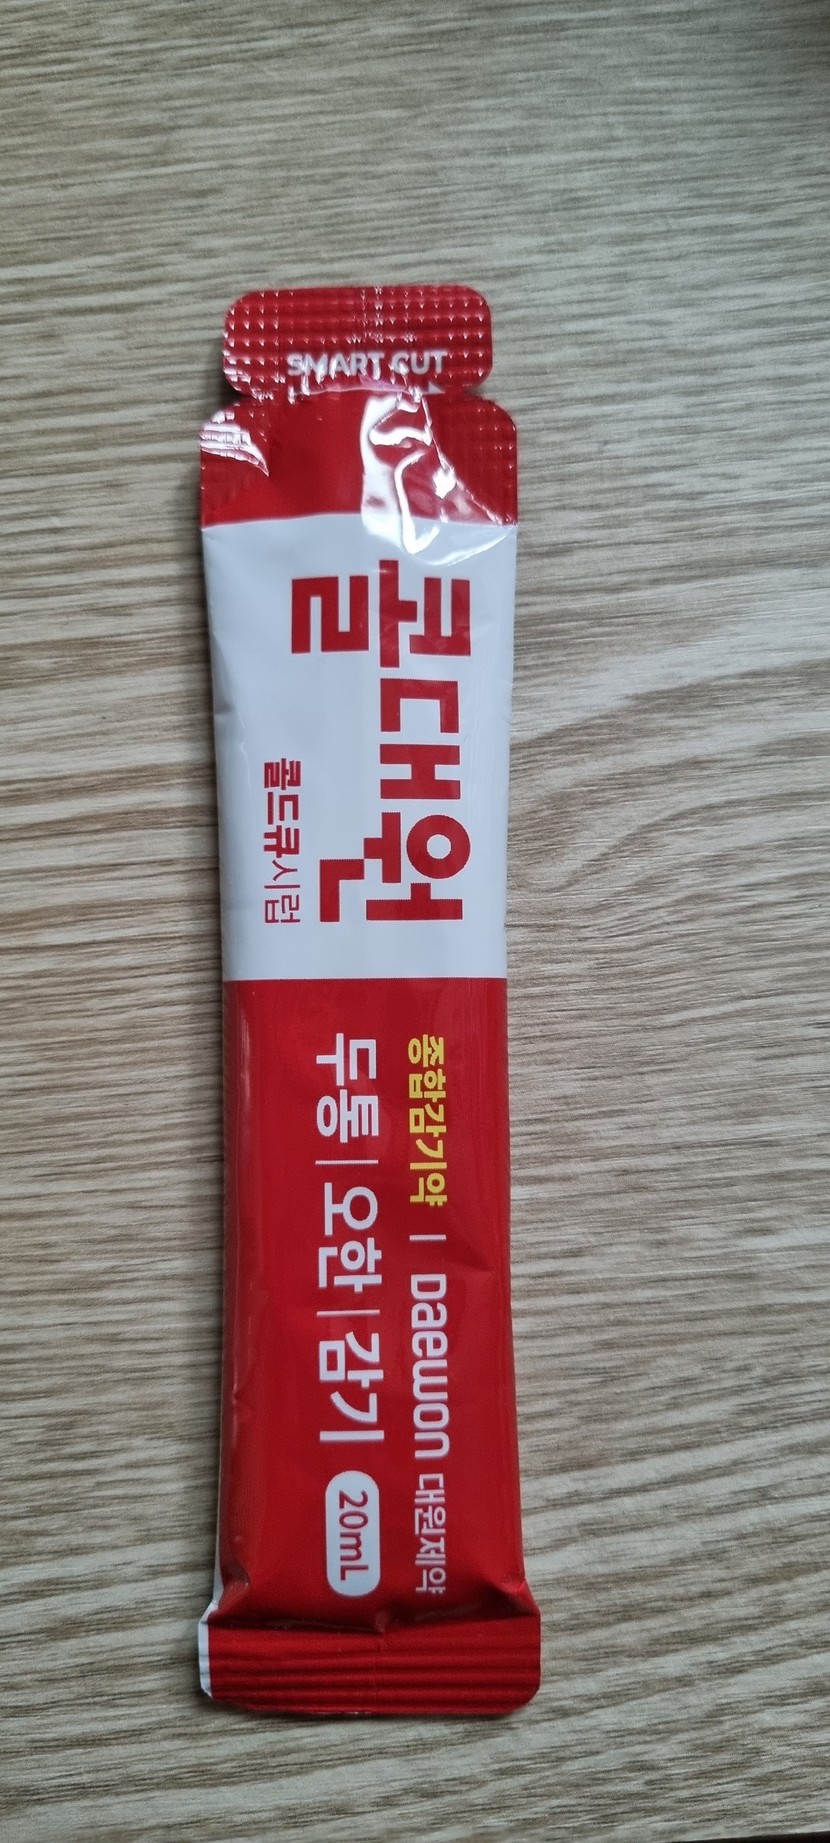 SMART CUT
콜대원
콜드큐시럽
종합감기약 | Daewon 대원제약
두통 | 오한 | 감기 20mL